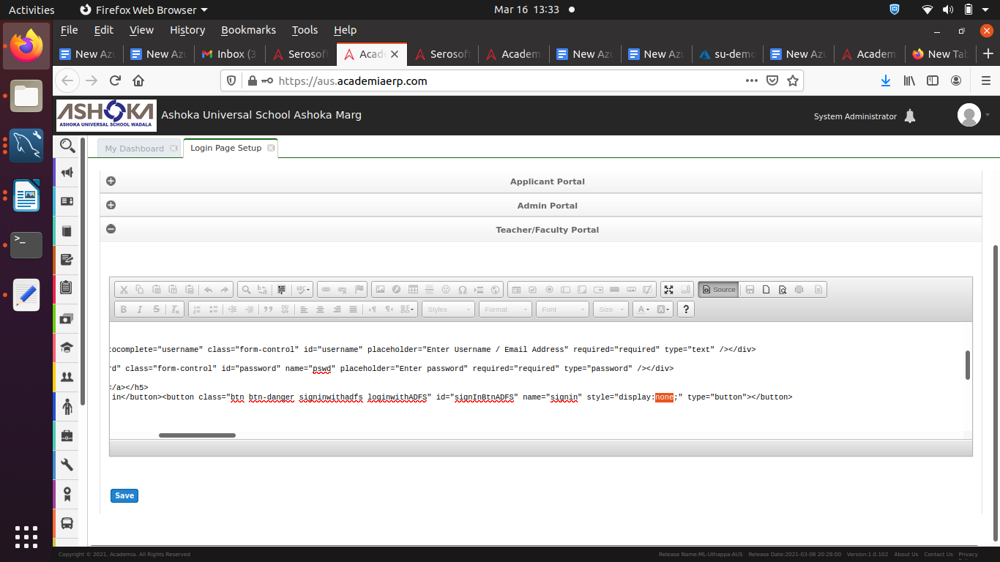 Activities
Firefox Web Browser
Mar 16 13:33
File Edit View History Bookmarks Tools Help
New Azu
New Azu
Inbox (3
Serosoft
Acade
Serosoft
Academ
New Azu
New Azu
su-demo
New Azu
Academ
New Tab
https://aus.academiaerp.com
ASHOKA
ASHOKA UNIVERSAL SCHOOL WADALA
Ashoka Universal School Ashoka Marg
System Administrator
My Dashboard
Login Page Setup
Applicant Portal
Admin Portal
Teacher/Faculty Portal
Source
Styles
Format
Font
Size
tocomplete="username" class="form-control" id="username" placeholder="Enter Username / Email Address" required="required" type="text" /></div>
rd" class="form-control" id="password" name="pswd" placeholder="Enter password" required="required" type="password" /></div>
</a></h5>
in</button><button class="btn btn-danger signinwithadfs loginwithADFS" id="signInBtnADFS" name="signin" style="display:none;" type="button"></button>
Save
Copyright © 2021, Academia. All Rights Reserved
Release Name:ML-Uthappa-AUS Release Date:2021-03-08 20:28:00 Version:1.0.102 About Us Contact Us Privacy